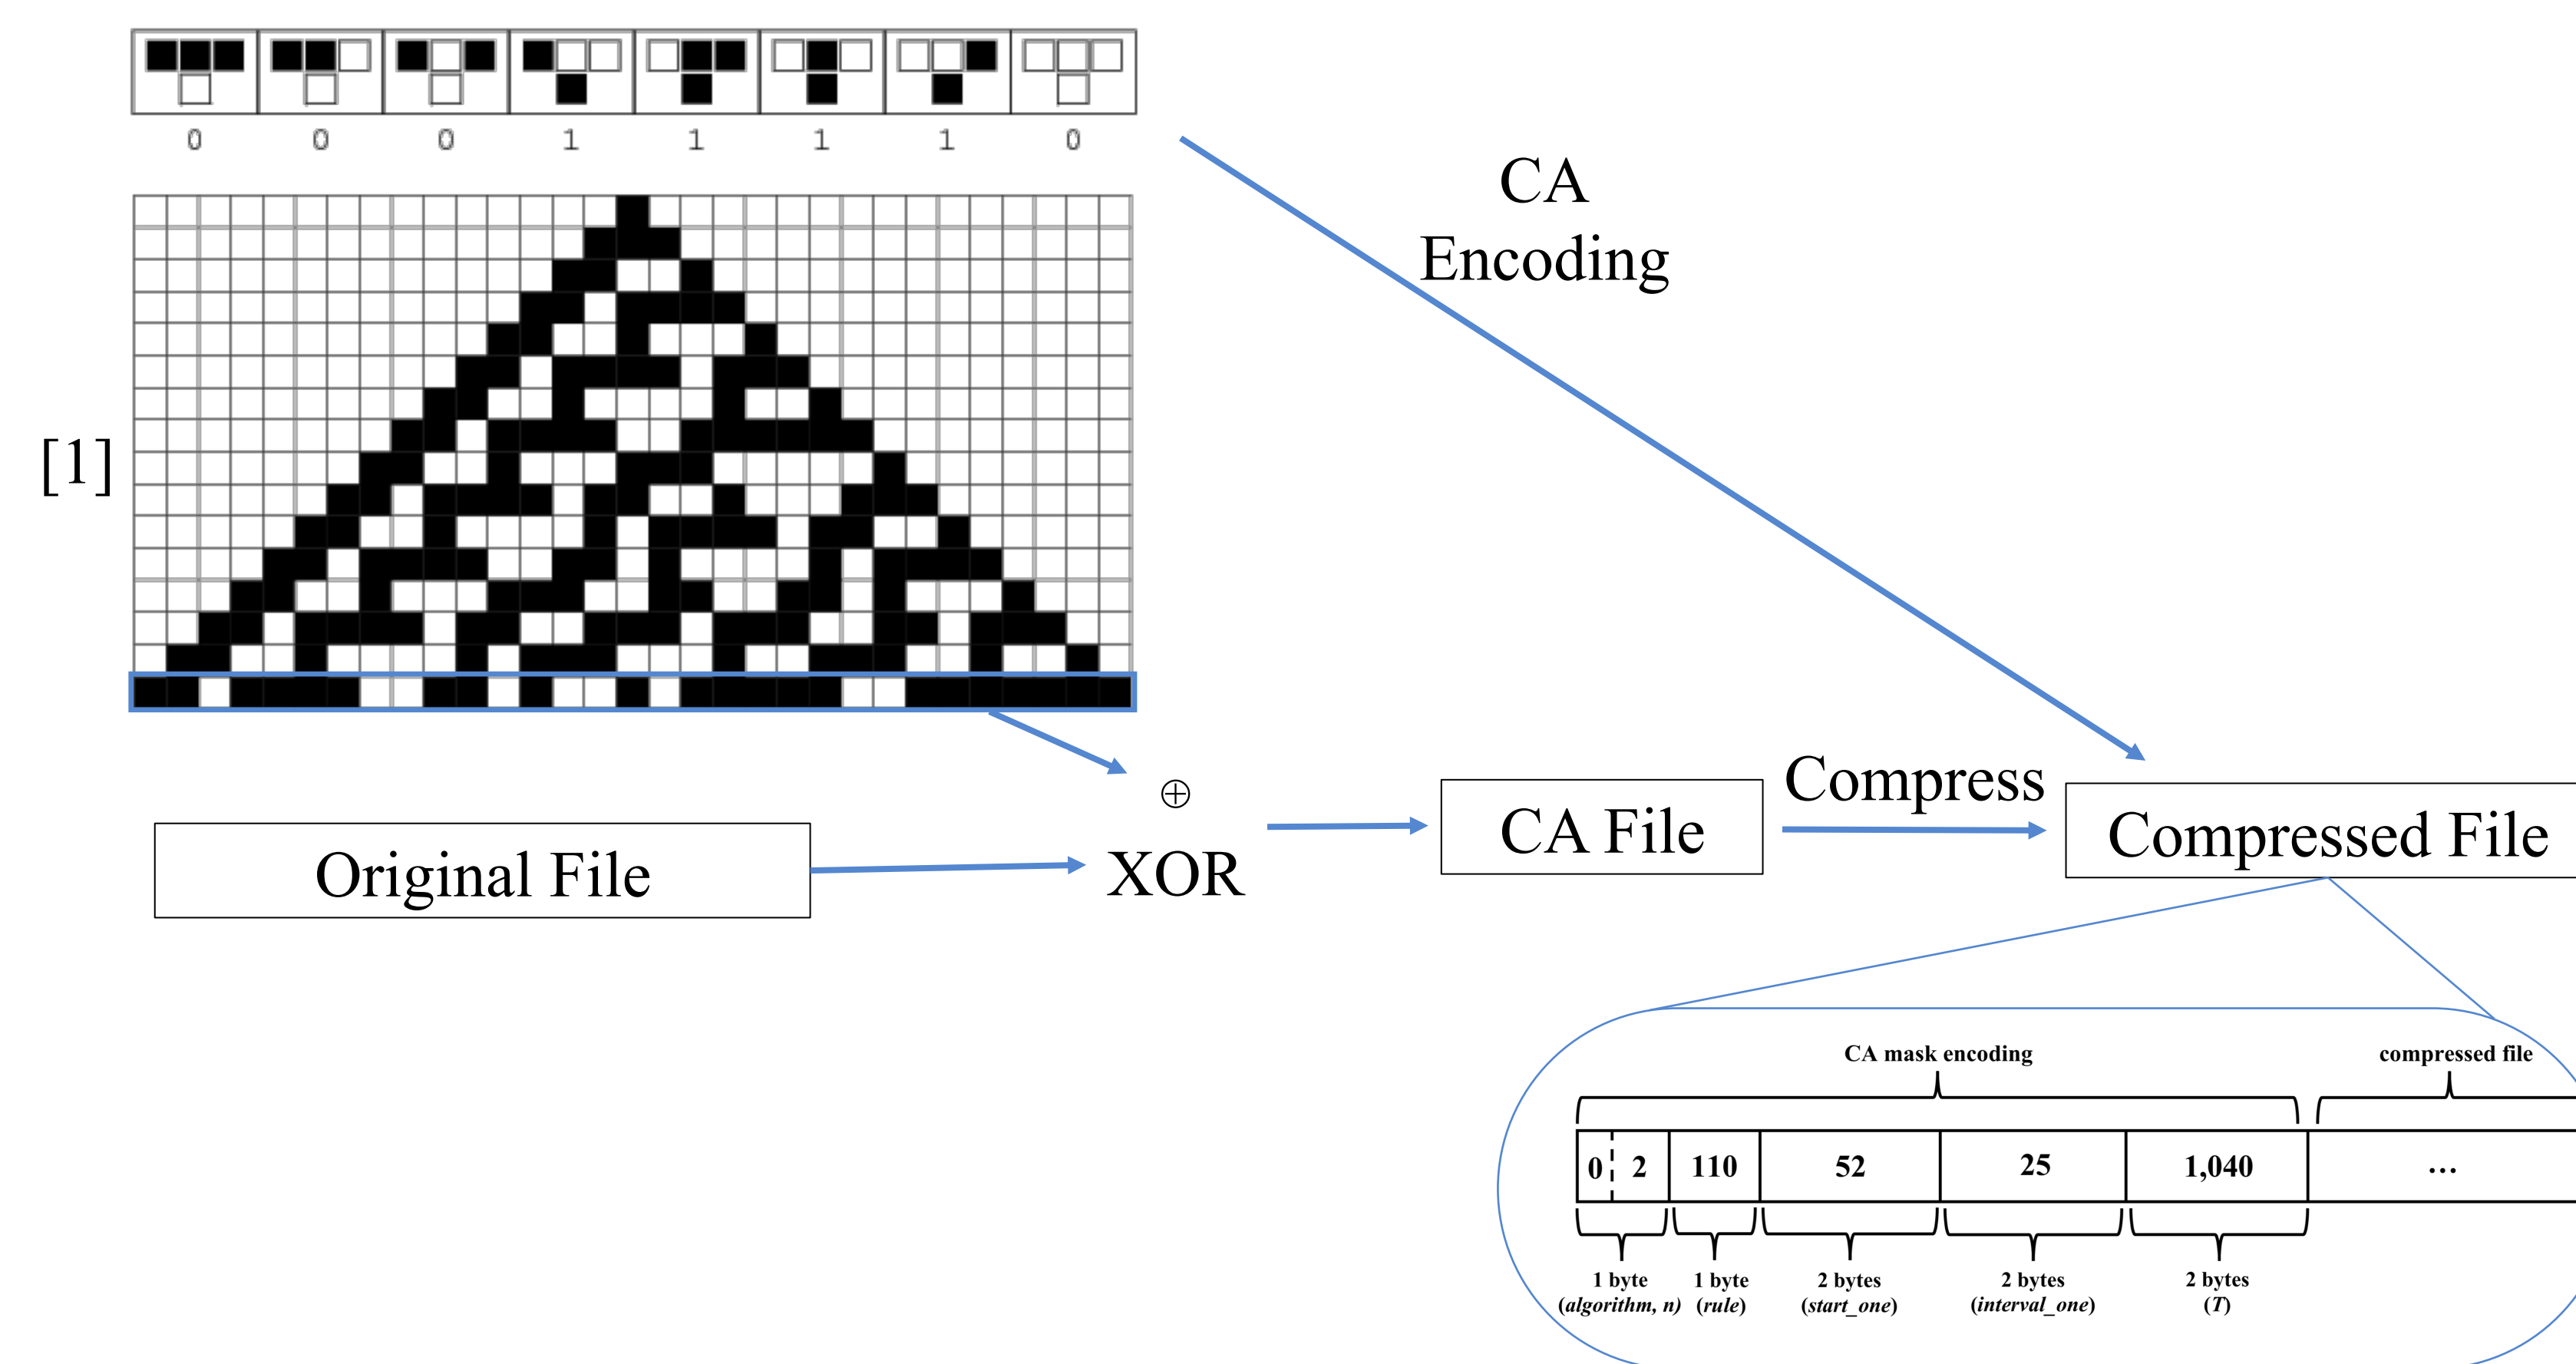 0 0 0 1 1 1 1 0
CA
Encoding
[1]
⊕
XOR
Original File
CA File
Compress
Compressed File
CA mask encoding compressed file
0 2 110 52 25 1,040 ...
1 byte 1 byte 2 bytes 2 bytes 2 bytes
(algorithm, n) (rule) (start_one) (interval_one) (T)